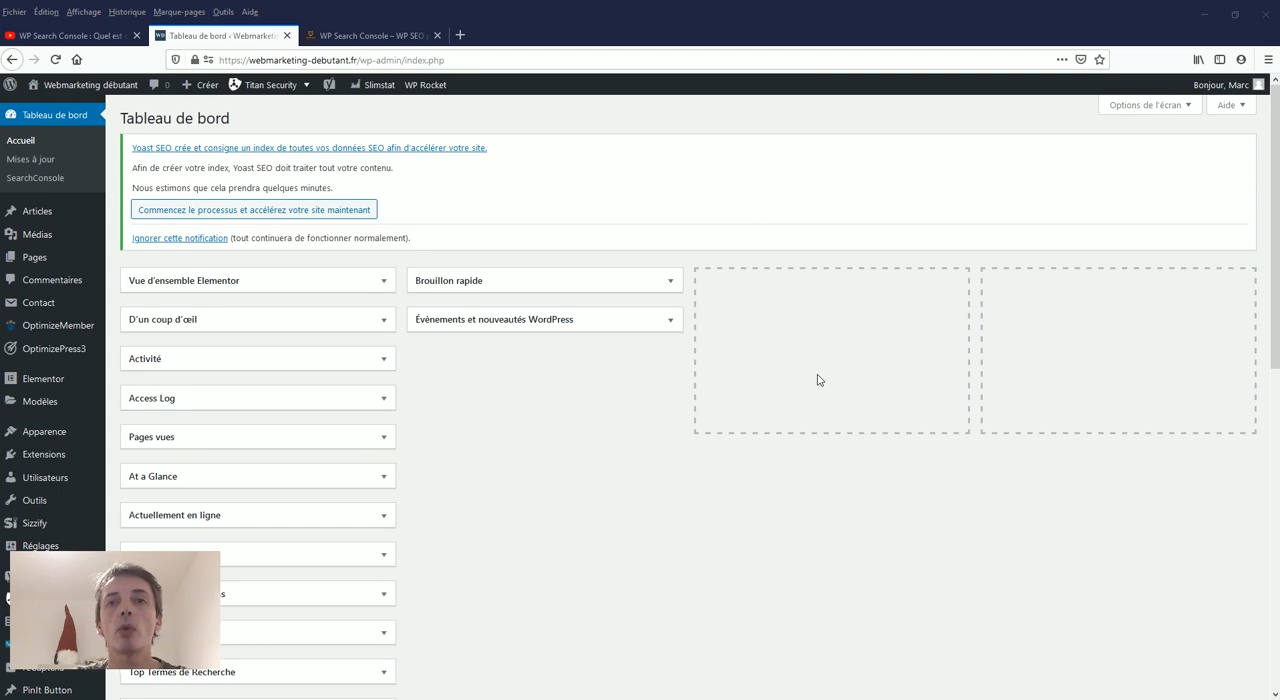 Fichier Édition Affichage Historique Marque-pages Outils Aide
WP Search Console : Quel est
Tableau de bord ‹ Webmarketing
WP Search Console – WP SEO
https://webmarketing-debutant.fr/wp-admin/index.php
Webmarketing débutant 0 Créer Titan Security Slimstat WP Rocket Bonjour, Marc
Options de l'écran Aide
Tableau de bord
Accueil
Mises à jour
SearchConsole
Articles
Médias
Pages
Commentaires
Contact
OptimizeMember
OptimizePress3
Elementor
Modèles
Apparence
Extensions
Utilisateurs
Outils
Sizzify
Réglages
PinIt Button
Tableau de bord
Yoast SEO crée et consigne un index de toutes vos données SEO afin d'accélérer votre site.
Afin de créer votre index, Yoast SEO doit traiter tout votre contenu.
Nous estimons que cela prendra quelques minutes.
Commencez le processus et accélérez votre site maintenant
Ignorer cette notification (tout continuera de fonctionner normalement).
Vue d'ensemble Elementor
D'un coup d'œil
Activité
Access Log
Pages vues
At a Glance
Actuellement en ligne
Top Termes de Recherche
Brouillon rapide
Évènements et nouveautés WordPress